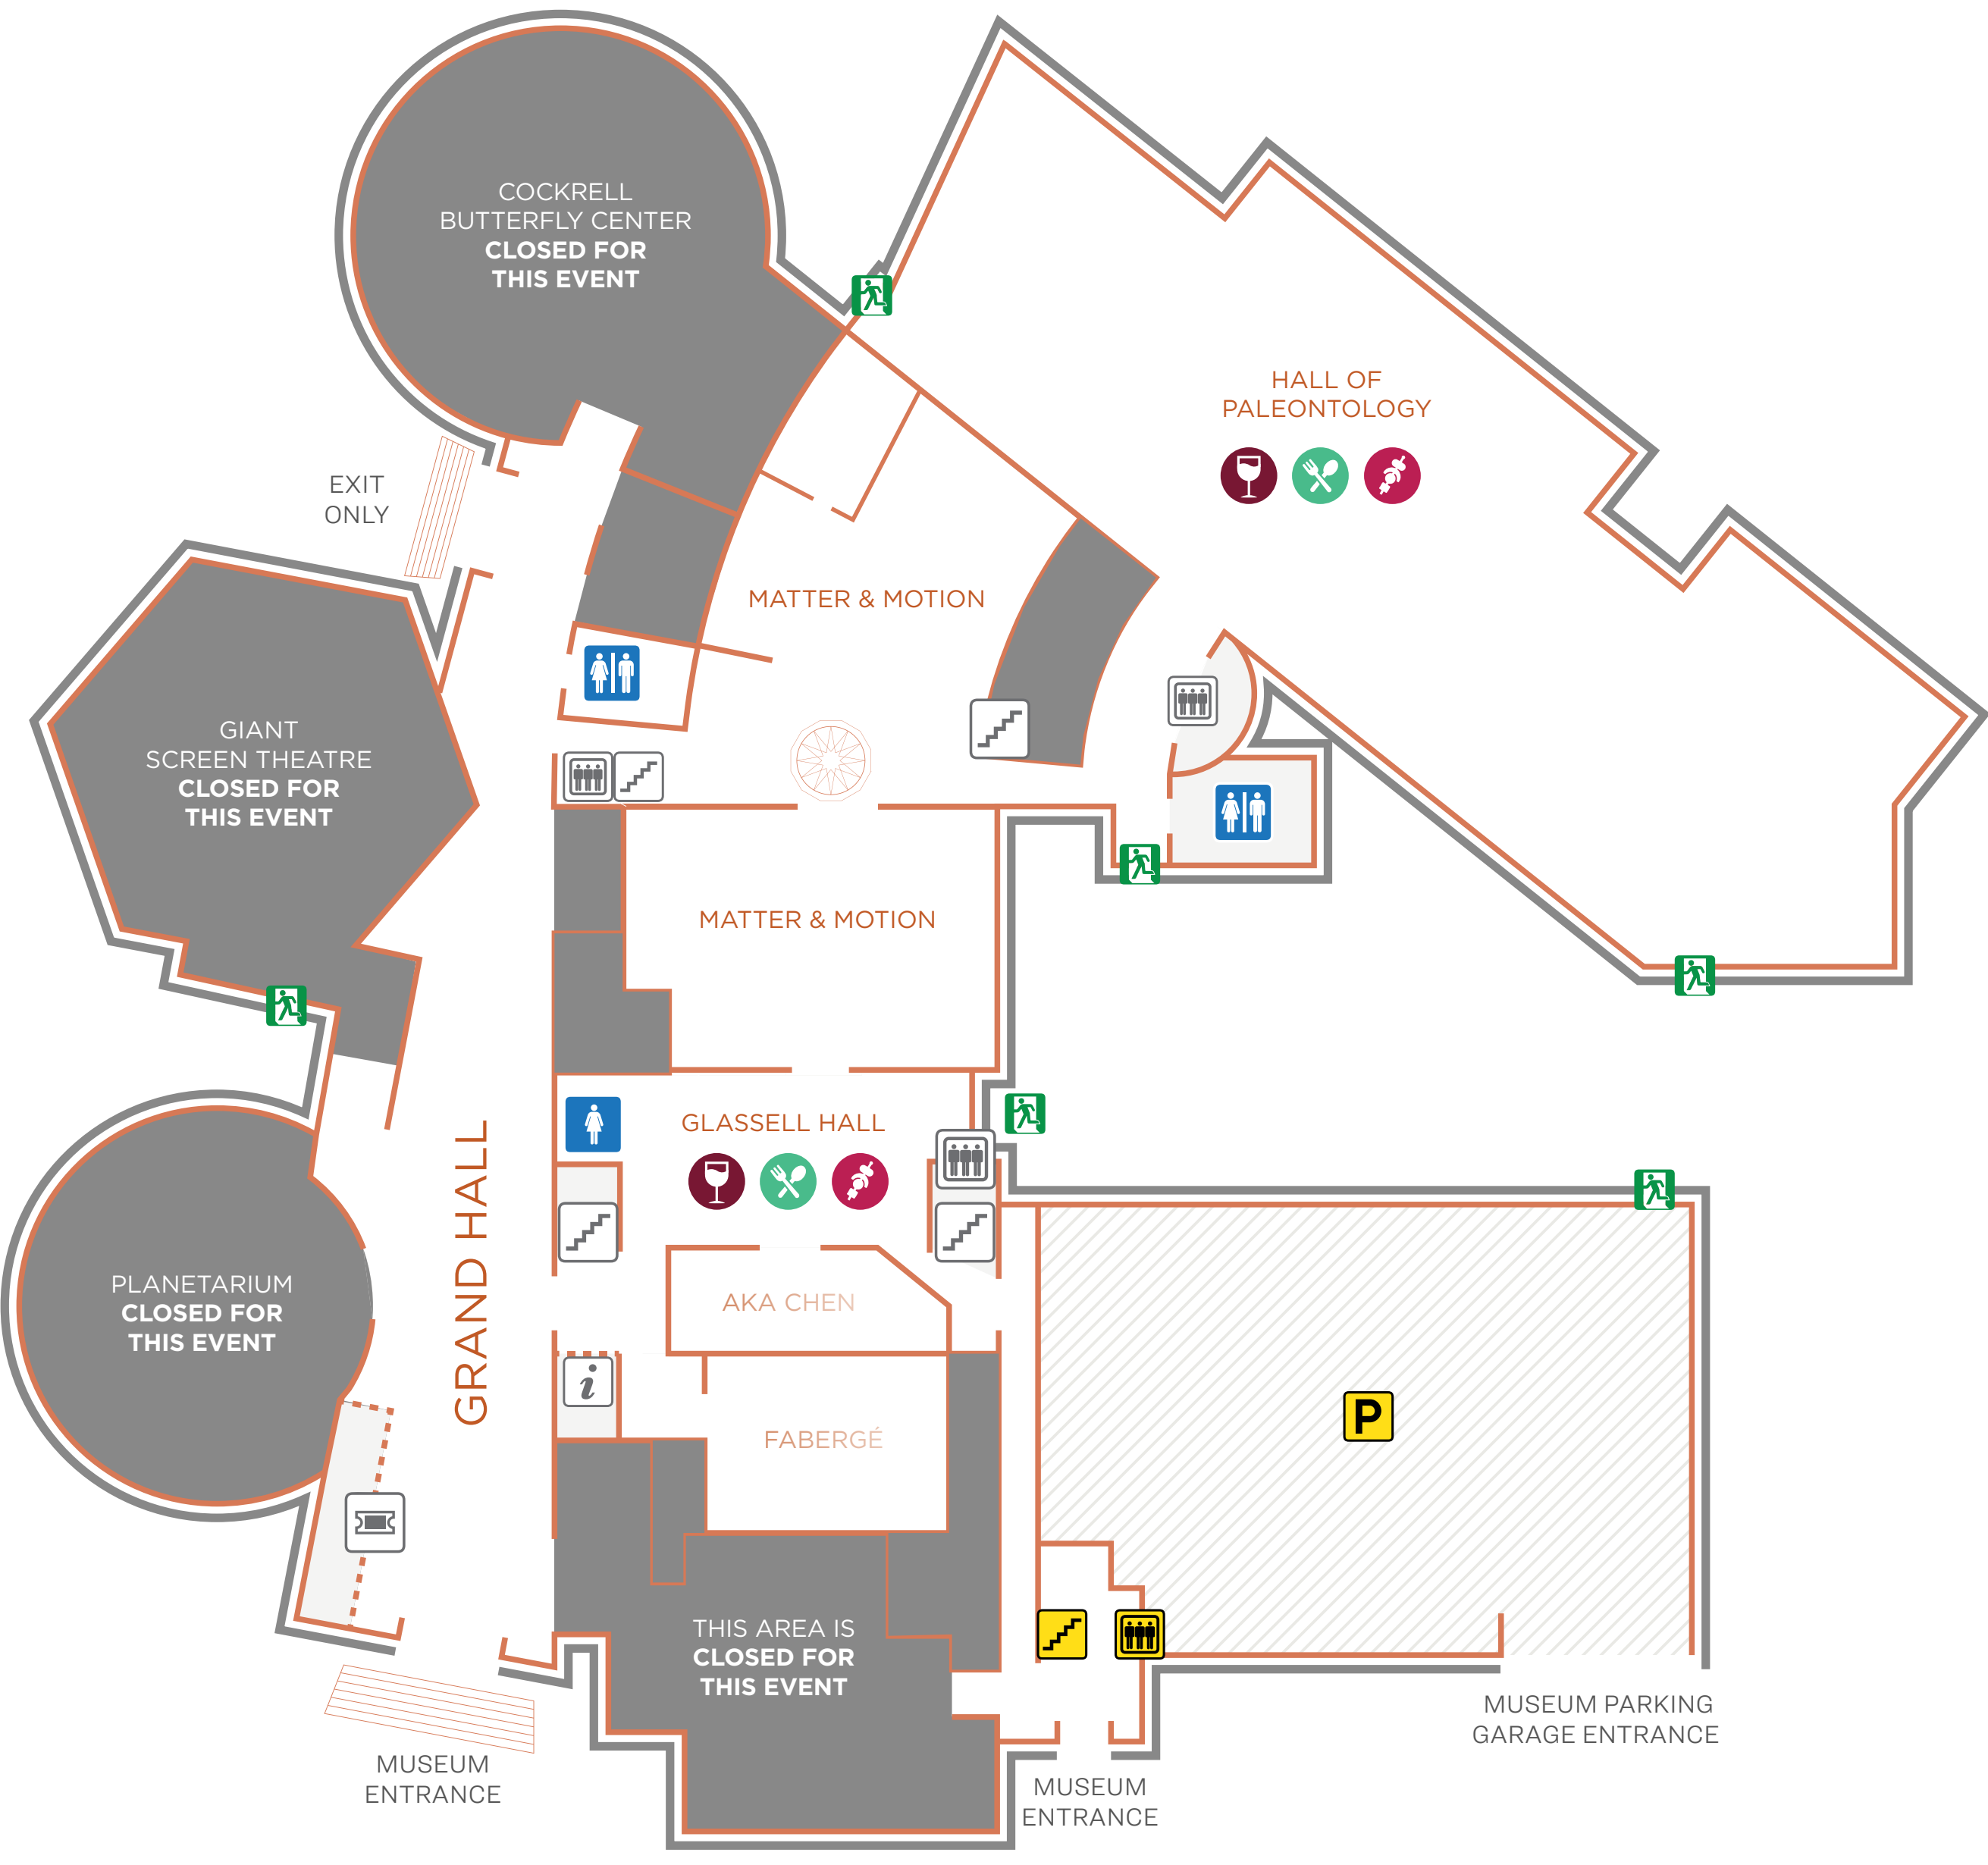 COCKRELL
BUTTERFLY CENTER
CLOSED FOR
THIS EVENT
HALL OF
PALEONTOLOGY
EXIT
ONLY
MATTER & MOTION
GIANT
SCREEN THEATRE
CLOSED FOR
THIS EVENT
MATTER & MOTION
GLASSELL HALL
GRAND HALL
PLANETARIUM
CLOSED FOR
THIS EVENT
AKA CHEN
i
FABERGÉ
P
THIS AREA IS
CLOSED FOR
THIS EVENT
MUSEUM PARKING
GARAGE ENTRANCE
MUSEUM
ENTRANCE
MUSEUM
ENTRANCE